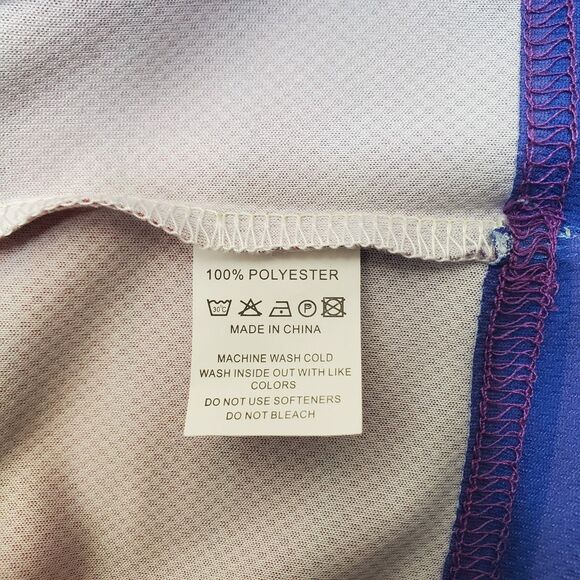 100% POLYESTER
30°C P
MADE IN CHINA
MACHINE WASH COLD
WASH INSIDE OUT WITH LIKE
COLORS
DO NOT USE SOFTENERS
DO NOT BLEACH